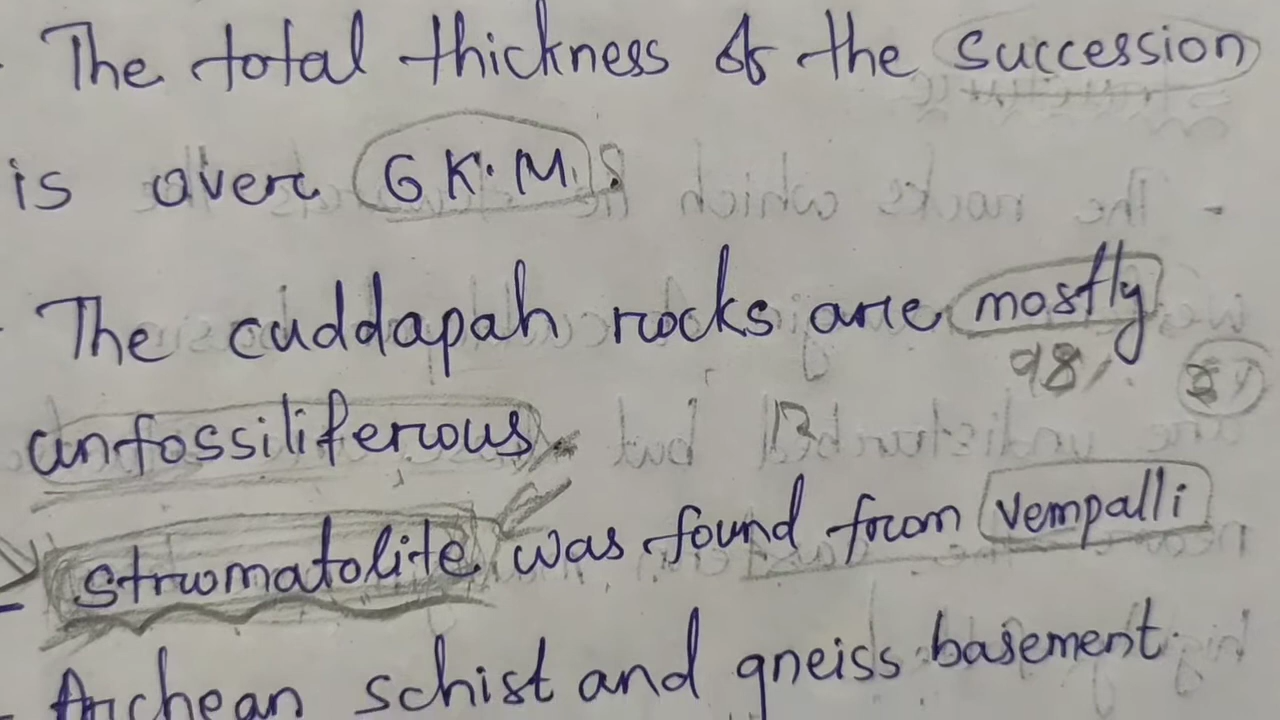 The total thickness of the succession
is over 6 K.M.
The cuddapah rocks are mostly
98%.
unfossiliferous.
- stromatolite was found from vempalli
- Archean schist and gneiss basement.